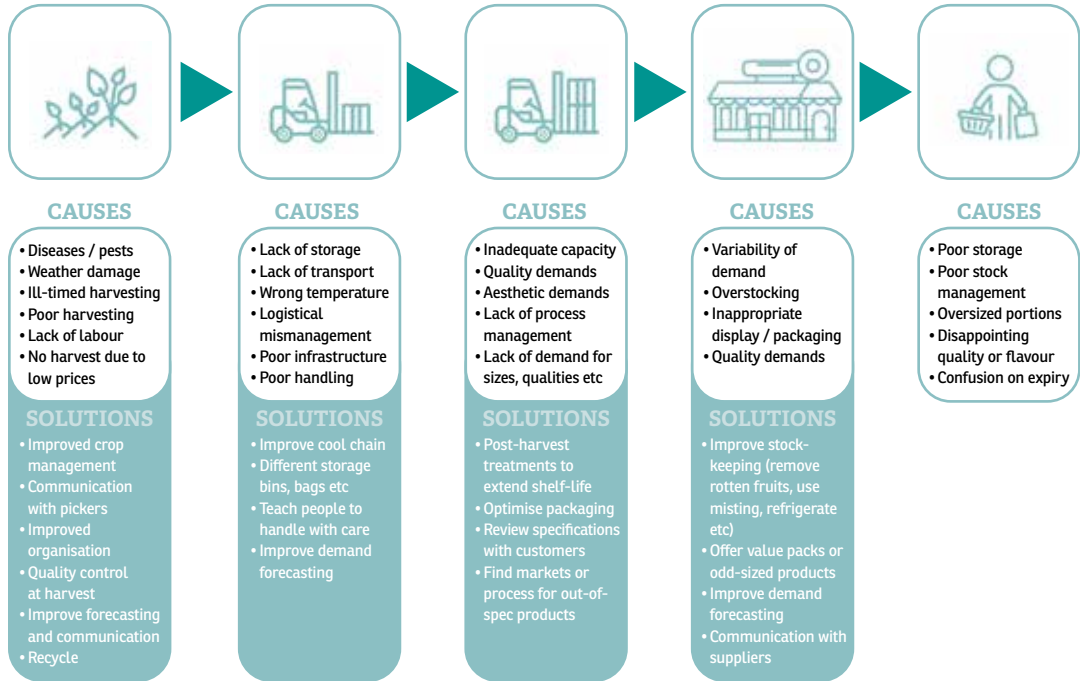 CAUSES
• Diseases / pests
• Weather damage
• Ill-timed harvesting
• Poor harvesting
• Lack of labour
• No harvest due to
low prices
SOLUTIONS
• Improved crop
management
• Communication
with pickers
• Improved
organisation
• Quality control
at harvest
• Improve forecasting
and communication
• Recycle
CAUSES
• Lack of storage
• Lack of transport
• Wrong temperature
• Logistical
mismanagement
• Poor infrastructure
• Poor handling
SOLUTIONS
• Improve cool chain
• Different storage
bins, bags etc
• Teach people to
handle with care
• Improve demand
forecasting
CAUSES
• Inadequate capacity
• Quality demands
• Aesthetic demands
• Lack of process
management
• Lack of demand for
sizes, qualities etc
SOLUTIONS
• Post-harvest
treatments to
extend shelf-life
• Optimise packaging
• Review specifications
with customers
• Find markets or
process for out-of-
spec products
CAUSES
• Variability of
demand
• Overstocking
• Inappropriate
display / packaging
• Quality demands
SOLUTIONS
• Improve stock-
keeping (remove
rotten fruits, use
misting, refrigerate
etc)
• Offer value packs or
odd-sized products
• Improve demand
forecasting
• Communication with
suppliers
CAUSES
• Poor storage
• Poor stock
management
• Oversized portions
• Disappointing
quality or flavour
• Confusion on expiry